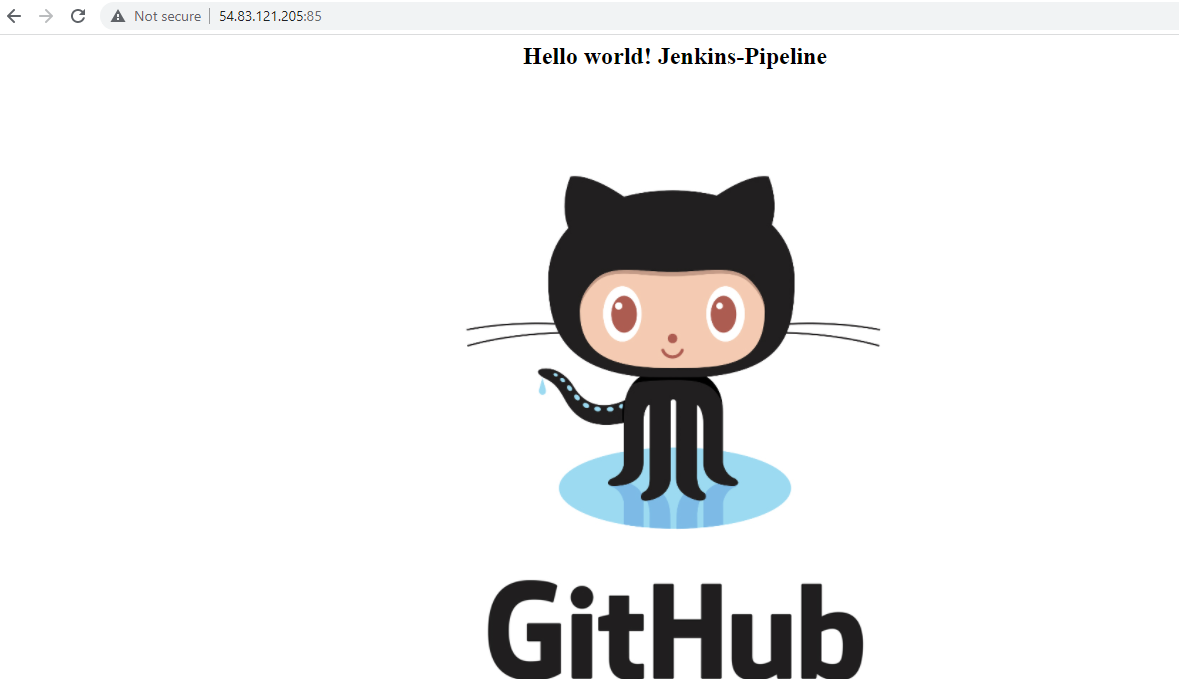 Not secure | 54.83.121.205:85
Hello world! Jenkins-Pipeline
GitHub